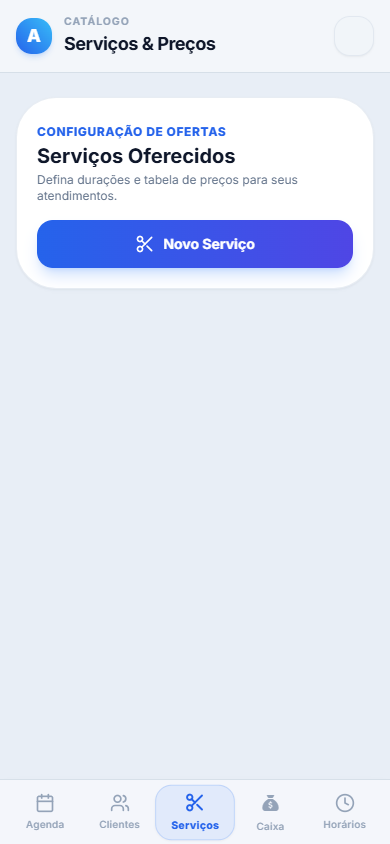 A
CATÁLOGO
Serviços & Preços
CONFIGURAÇÃO DE OFERTAS
Serviços Oferecidos
Defina durações e tabela de preços para seus
atendimentos.
Novo Serviço
Agenda
Clientes
Serviços
Caixa
Horários